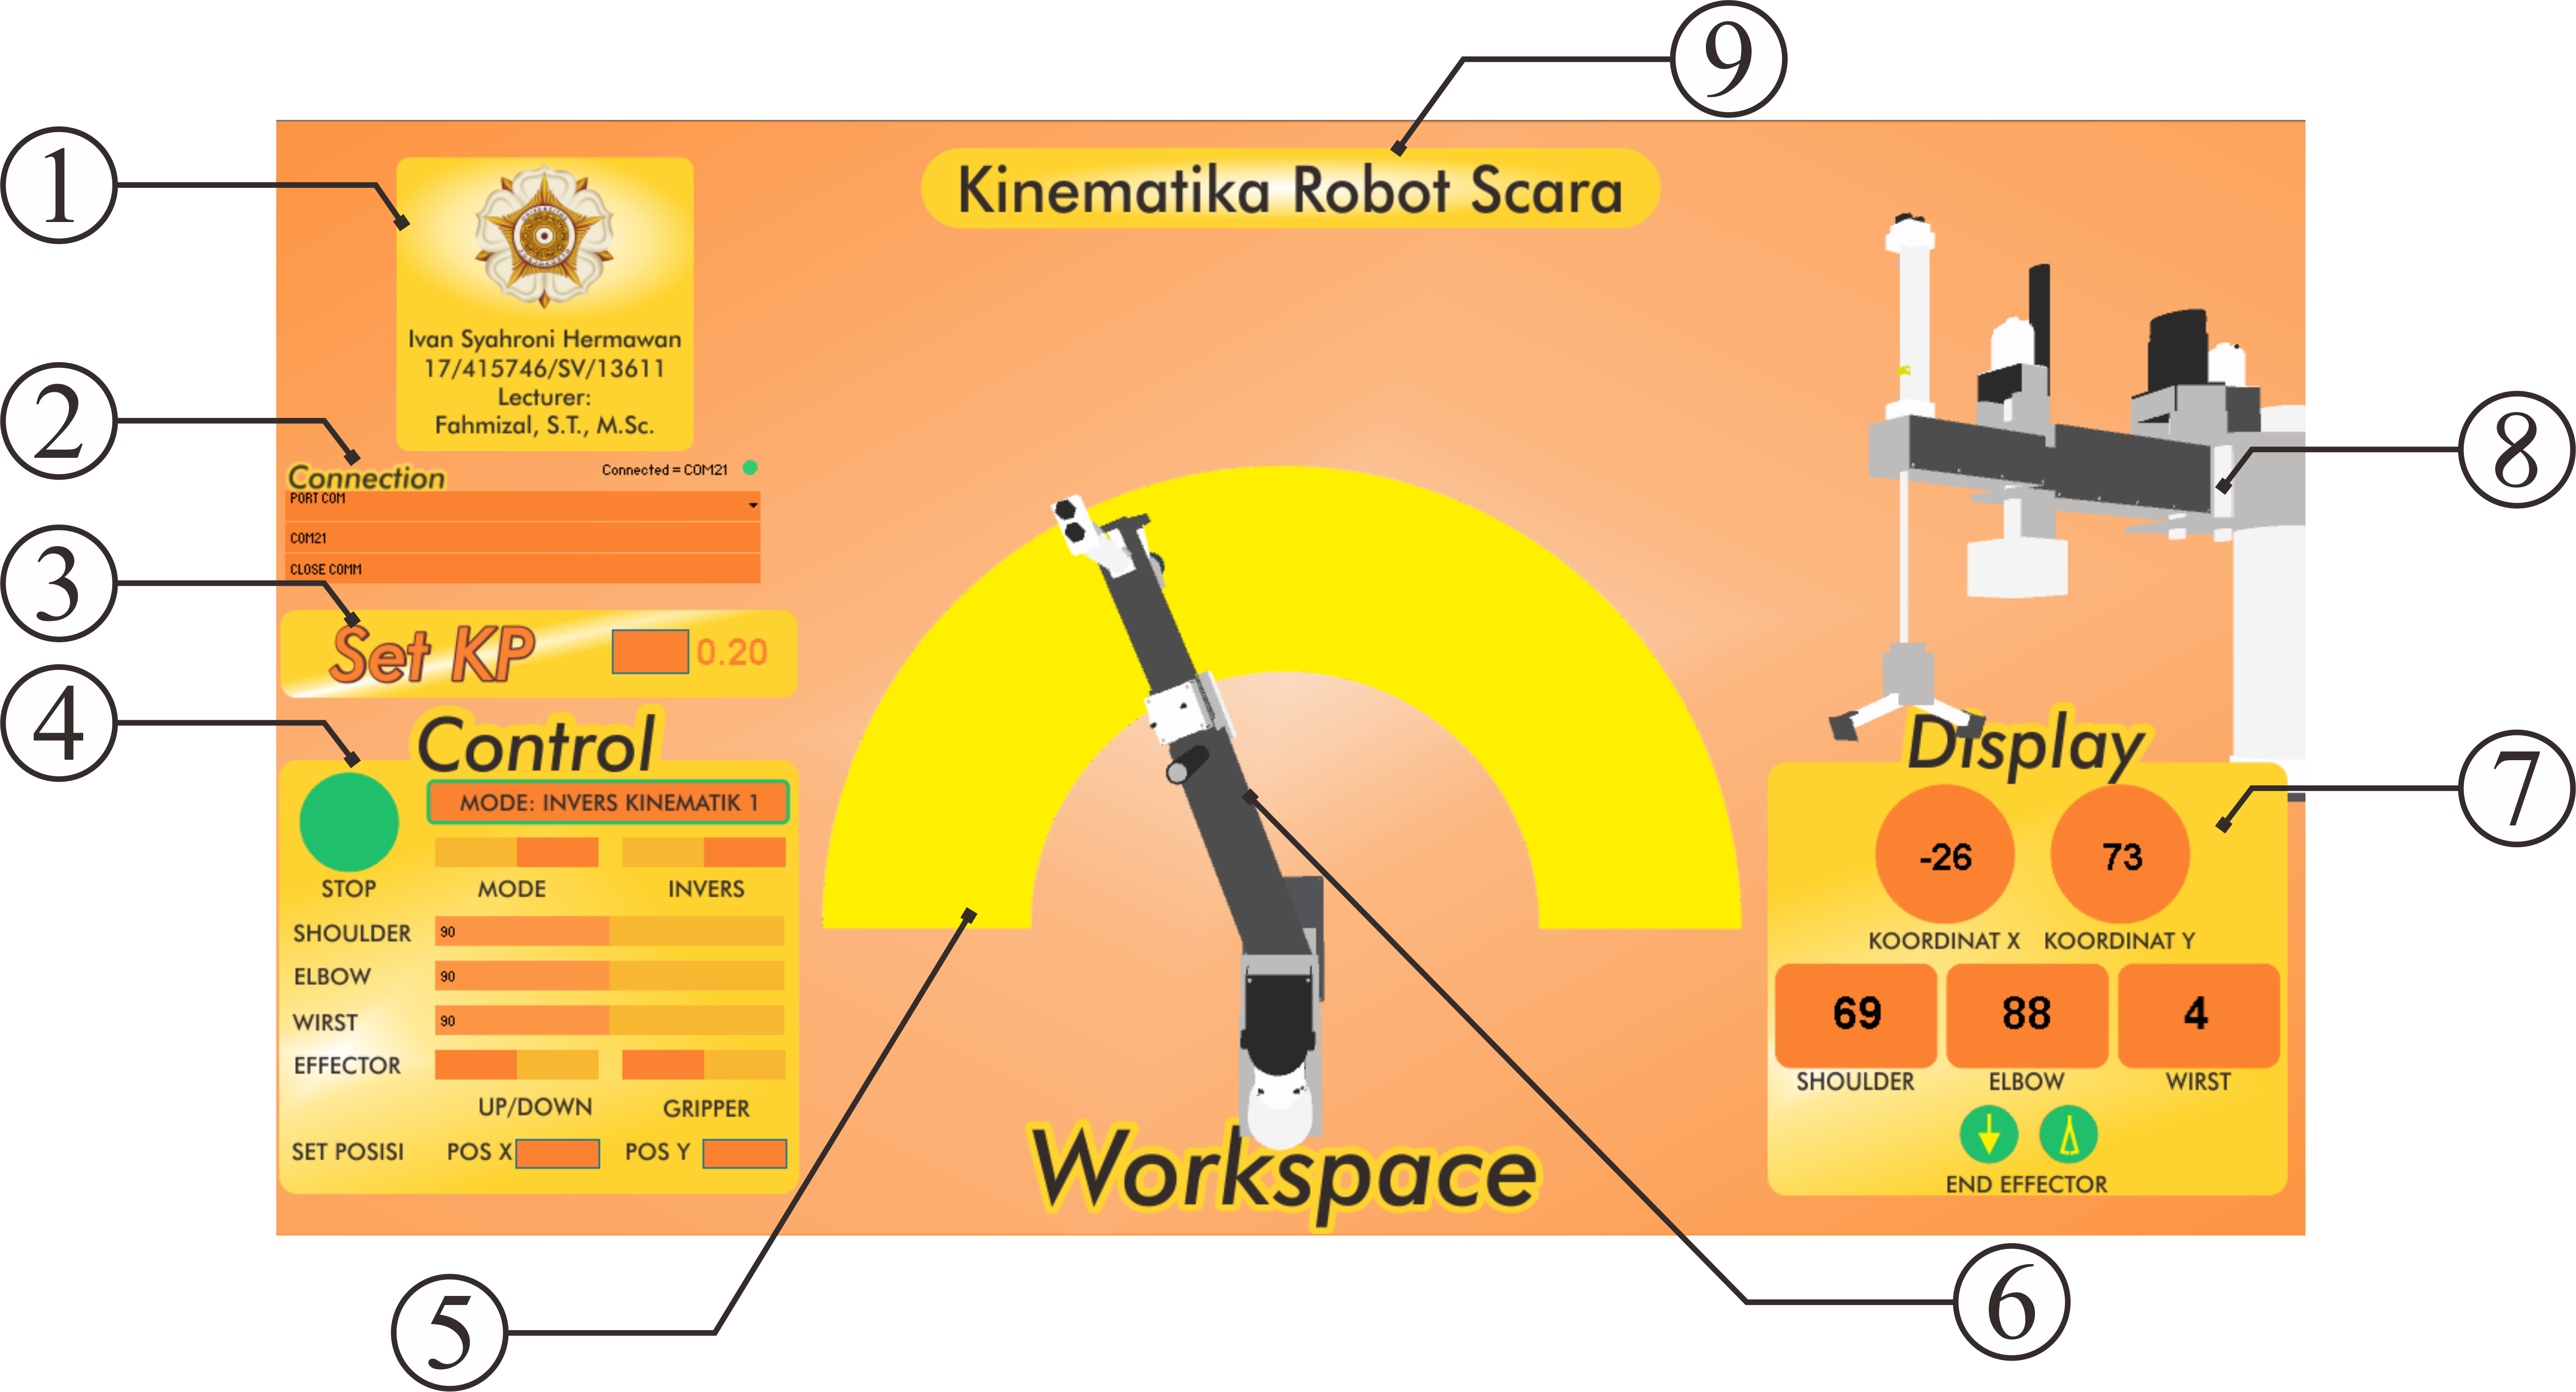 9
1
Kinematika Robot Scara
Ivan Syahroni Hermawan
17/415746/SV/13611
Lecturer:
Fahmizal, S.T., M.Sc.
2
8
Connection
Connected = COM21
PORT COM
COM21
CLOSE COMM
3
Set KP
0.20
4
Control
MODE: INVERS KINEMATIK 1
STOP
MODE
INVERS
SHOULDER
90
ELBOW
90
WIRST
90
EFFECTOR
UP/DOWN
GRIPPER
SET POSISI
POS X
POS Y
Workspace
Display
7
-26
73
KOORDINAT X
KOORDINAT Y
69
88
4
SHOULDER
ELBOW
WIRST
END EFFECTOR
5
6